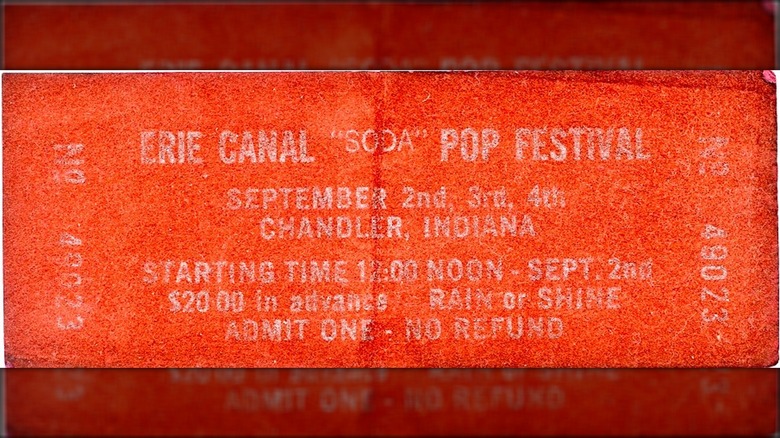 ERIE CANAL "SODA" POP FESTIVAL
SEPTEMBER 2nd, 3rd, 4th
CHANDLER, INDIANA
STARTING TIME 12:00 NOON - SEPT. 2nd
$20.00 in advance RAIN or SHINE
ADMIT ONE - NO REFUND
Nº 49023
Nº 49023